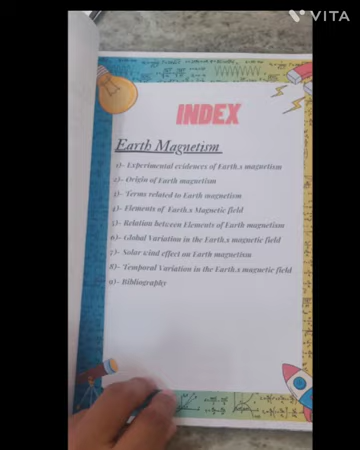 VITA
INDEX
Earth Magnetism
1)- Experimental evidences of Earth,s magnetism
2)- Origin of Earth magnetism
3)- Terms related to Earth magnetism
4)- Elements of Earth,s Magnetic field
5)- Relation between Elements of Earth magnetism
6)- Global Variation in the Earth,s magnetic field
7)- Solar wind effect on Earth magnetism
8)- Temporal Variation in the Earth,s magnetic field
9)- Bibliography